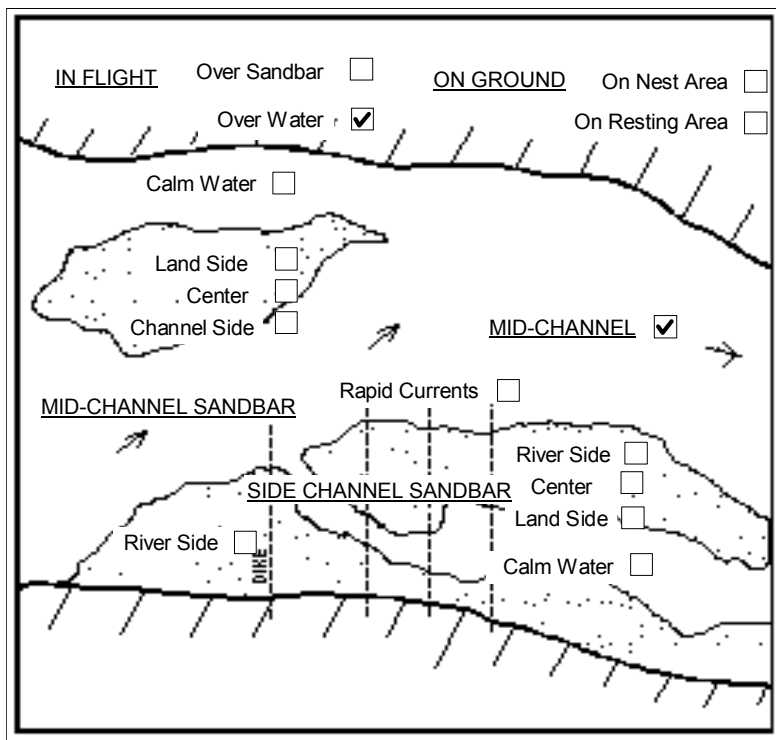 IN FLIGHT
Over Sandbar
ON GROUND
On Nest Area
Over Water
On Resting Area
Calm Water
Land Side
Center
Channel Side
MID-CHANNEL
Rapid Currents
MID-CHANNEL SANDBAR
River Side
SIDE CHANNEL SANDBAR
Center
Land Side
River Side
DIKE
Calm Water